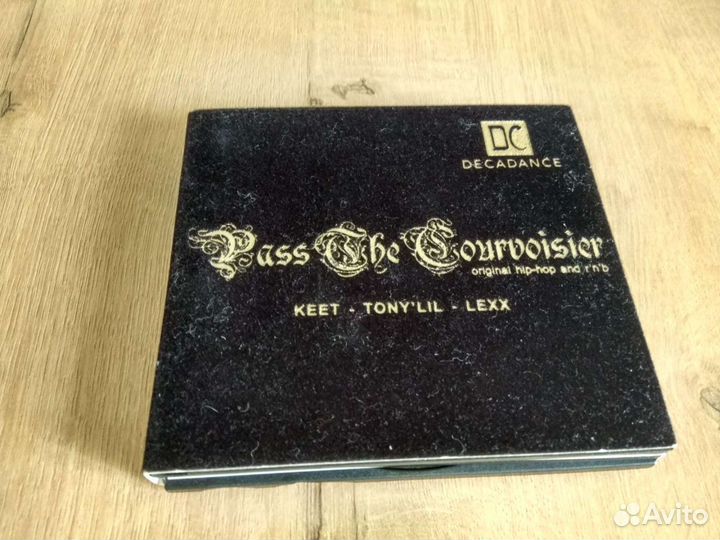 DC
DECADANCE
Pass The Courvoisier
original hip-hop and r'n'b
KEET - TONY'LIL - LEXX
Avito